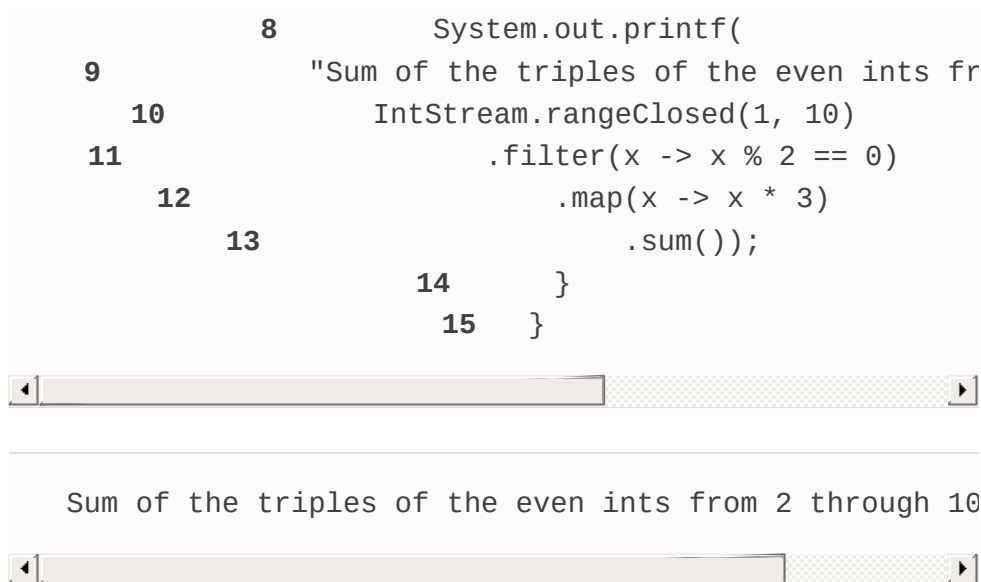 8 System.out.printf(
9 "Sum of the triples of the even ints fr
10 IntStream.rangeClosed(1, 10)
11 .filter(x -> x % 2 == 0)
12 .map(x -> x * 3)
13 .sum());
14 }
15 }
Sum of the triples of the even ints from 2 through 10